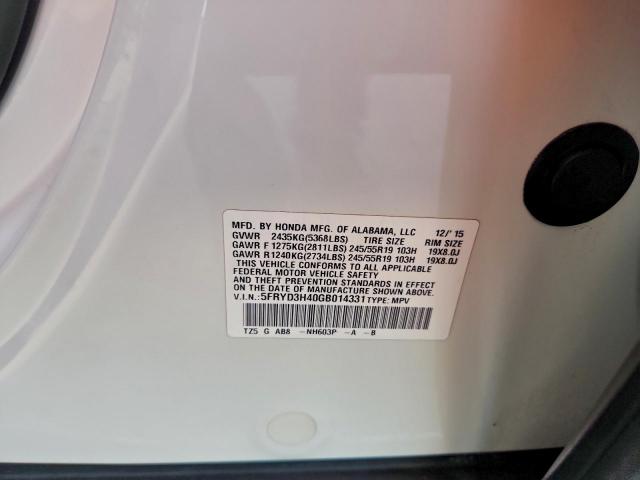 MFD. BY HONDA MFG. OF ALABAMA, LLC 12/'15
GVWR 2435KG(5368LBS) TIRE SIZE RIM SIZE
GAWR F 1275KG(2811LBS) 245/55R19 103H 19X8.0J
GAWR R 1240KG(2734LBS) 245/55R19 103H 19X8.0J
THIS VEHICLE CONFORMS TO ALL APPLICABLE
FEDERAL MOTOR VEHICLE SAFETY
AND THEFT PREVENTION STANDARDS IN EFFECT ON
THE DATE OF MANUFACTURE SHOWN ABOVE.
V.I.N.: 5FRYD3H40GB014331 TYPE: MPV
TZ5 G AB8 -NH603P -A -B